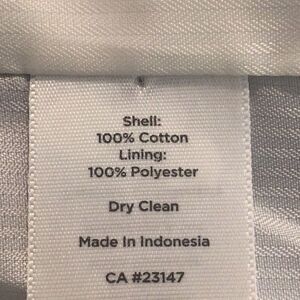 Shell:
100% Cotton
Lining:
100% Polyester
Dry Clean
Made In Indonesia
CA #23147